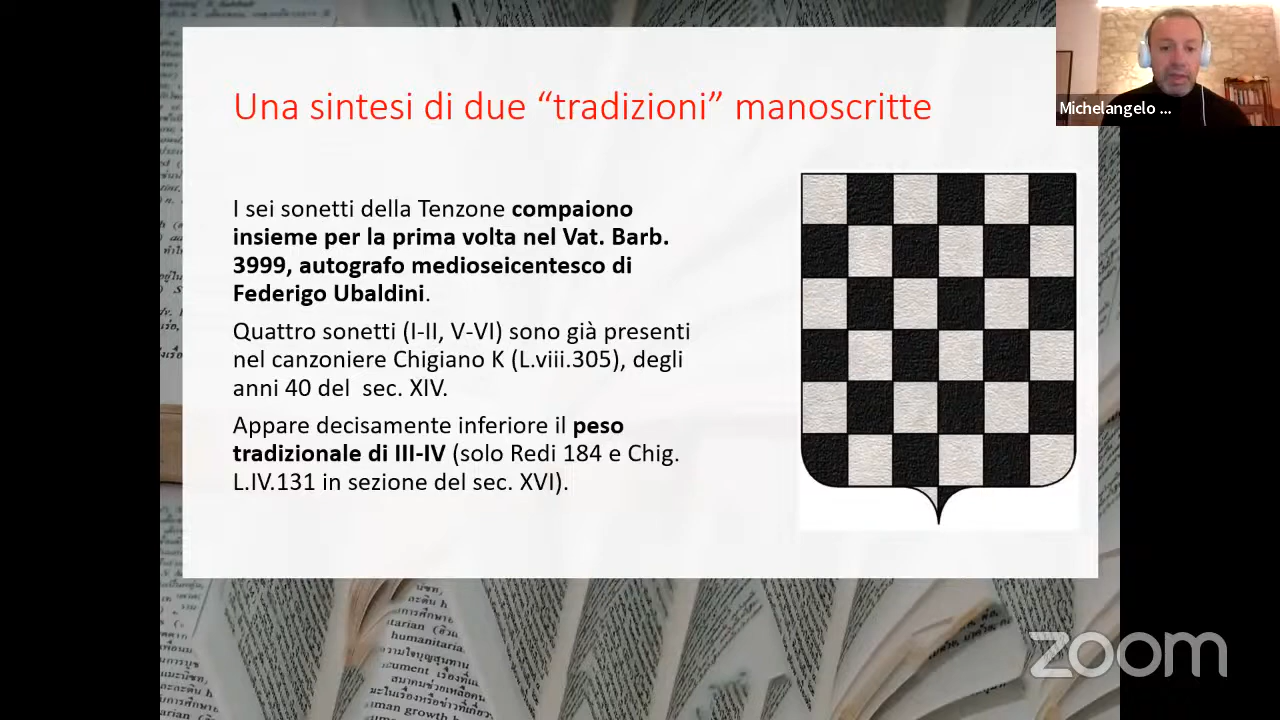 Una sintesi di due “tradizioni” manoscritte
I sei sonetti della Tenzone compaiono
insieme per la prima volta nel Vat. Barb.
3999, autografo medioseicentesco di
Federigo Ubaldini.
Quattro sonetti (I-II, V-VI) sono già presenti
nel canzoniere Chigiano K (L.viii.305), degli
anni 40 del  sec. XIV.
Appare decisamente inferiore il peso
tradizionale di III-IV (solo Redi 184 e Chig.
L.IV.131 in sezione del sec. XVI).
Michelangelo ...
humanitaria
zoom